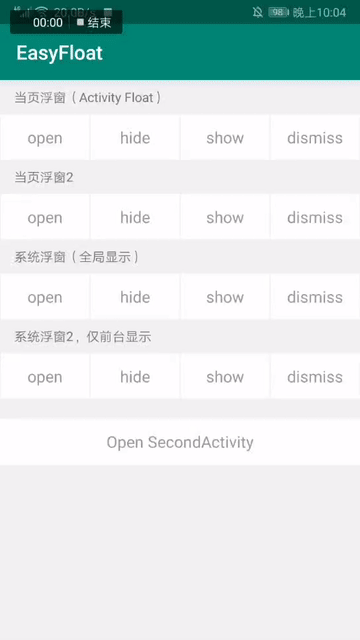 20.0B/s 98 晚上10:04
00:00 结束
EasyFloat
当页浮窗（Activity Float）
open hide show dismiss
当页浮窗2
open hide show dismiss
系统浮窗（全局显示）
open hide show dismiss
系统浮窗2，仅前台显示
open hide show dismiss
Open SecondActivity